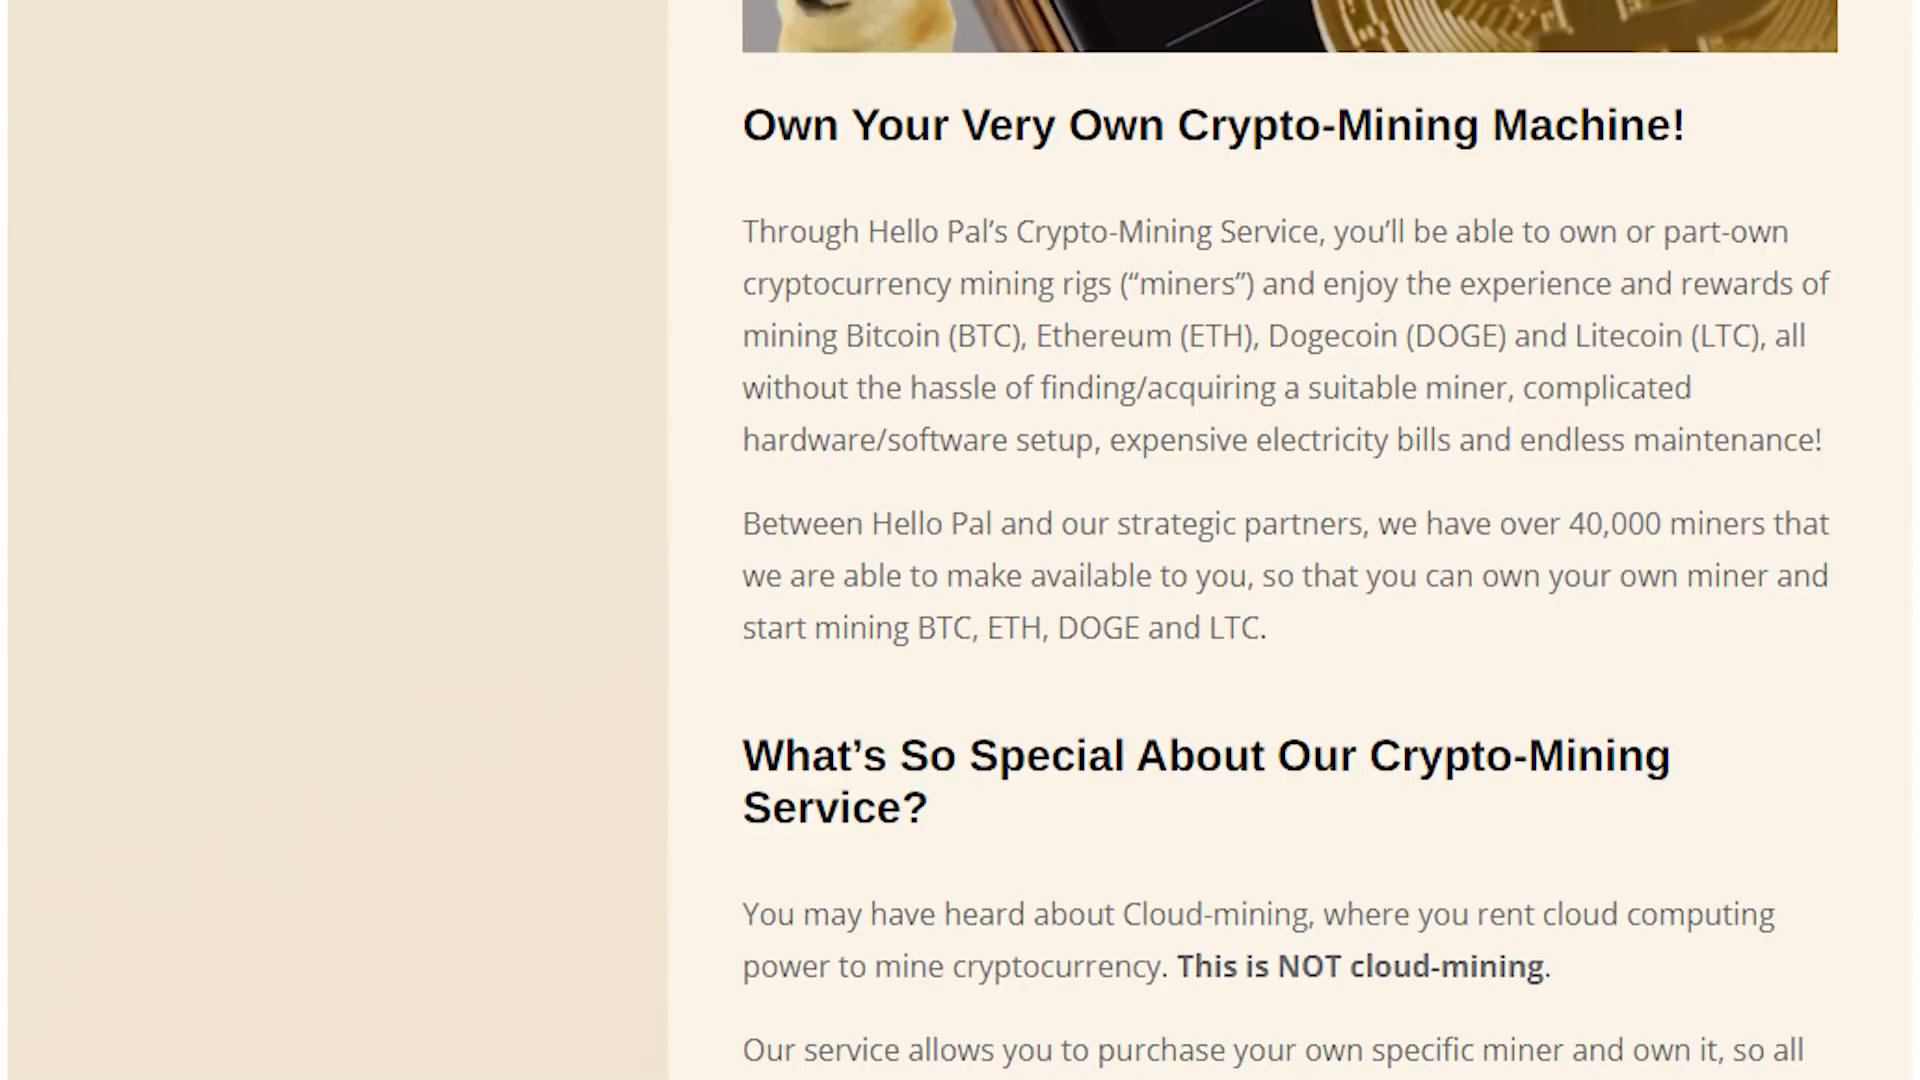 Own Your Very Own Crypto-Mining Machine!
Through Hello Pal’s Crypto-Mining Service, you’ll be able to own or part-own
cryptocurrency mining rigs (“miners”) and enjoy the experience and rewards of
mining Bitcoin (BTC), Ethereum (ETH), Dogecoin (DOGE) and Litecoin (LTC), all
without the hassle of finding/acquiring a suitable miner, complicated
hardware/software setup, expensive electricity bills and endless maintenance!
Between Hello Pal and our strategic partners, we have over 40,000 miners that
we are able to make available to you, so that you can own your own miner and
start mining BTC, ETH, DOGE and LTC.
What’s So Special About Our Crypto-Mining
Service?
You may have heard about Cloud-mining, where you rent cloud computing
power to mine cryptocurrency. This is NOT cloud-mining.
Our service allows you to purchase your own specific miner and own it, so all